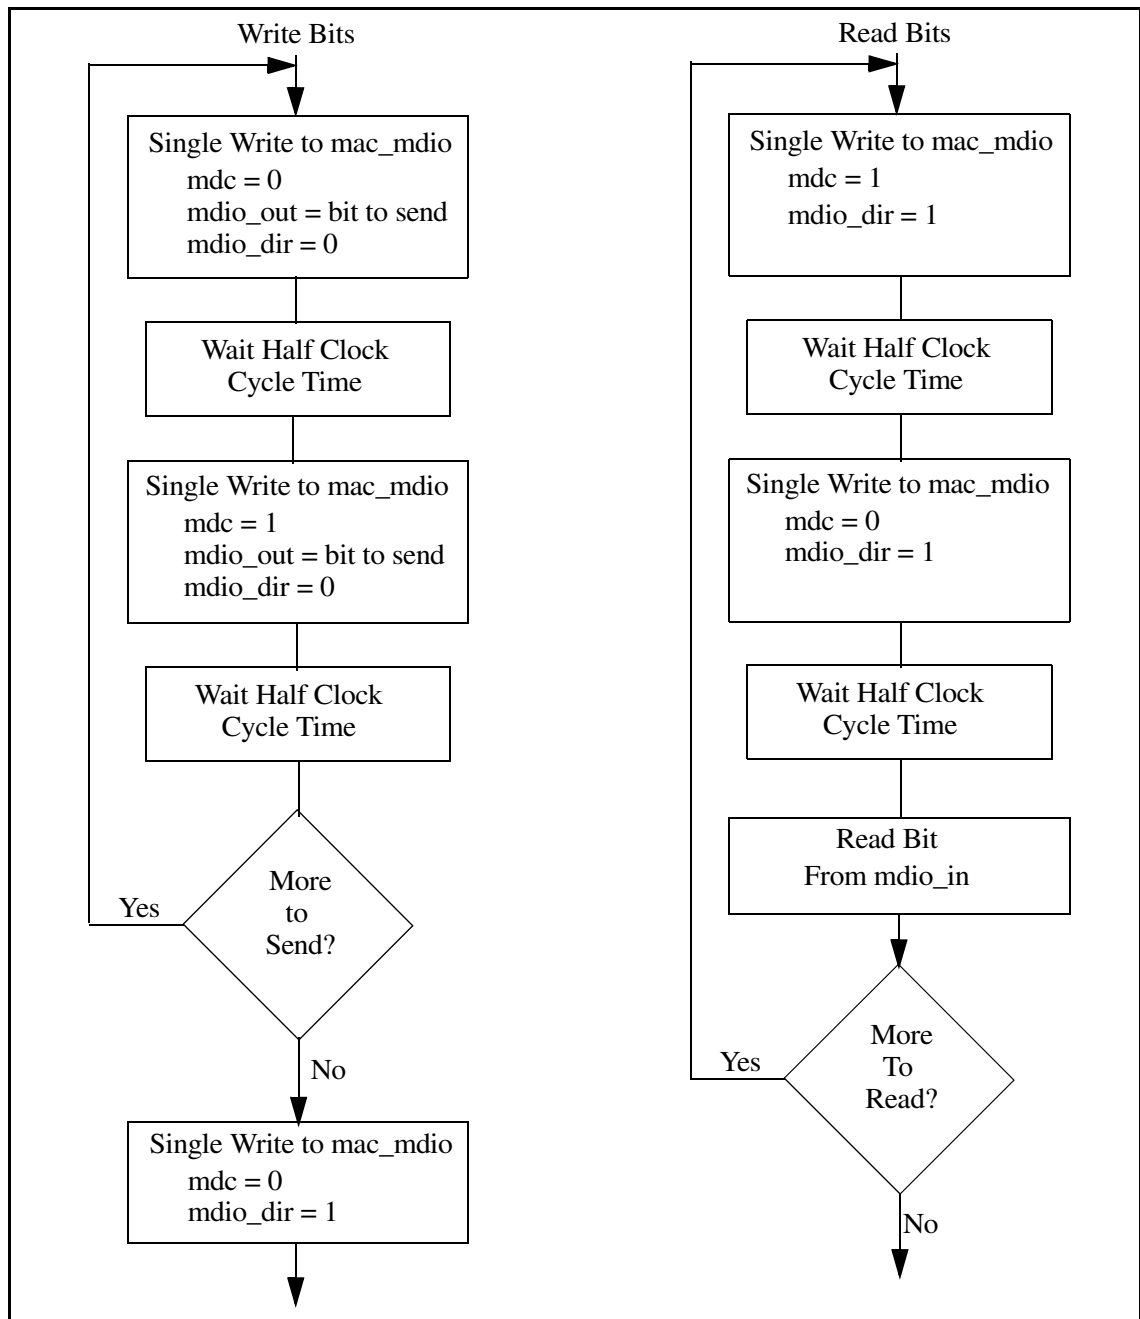 Write Bits
Single Write to mac_mdio
mdc = 0
mdio_out = bit to send
mdio_dir = 0
Wait Half Clock
Cycle Time
Single Write to mac_mdio
mdc = 1
mdio_out = bit to send
mdio_dir = 0
Wait Half Clock
Cycle Time
More
to
Send?
Yes
No
Single Write to mac_mdio
mdc = 0
mdio_dir = 1
Read Bits
Single Write to mac_mdio
mdc = 1
mdio_dir = 1
Wait Half Clock
Cycle Time
Single Write to mac_mdio
mdc = 0
mdio_dir = 1
Wait Half Clock
Cycle Time
Read Bit
From mdio_in
More
To
Read?
Yes
No